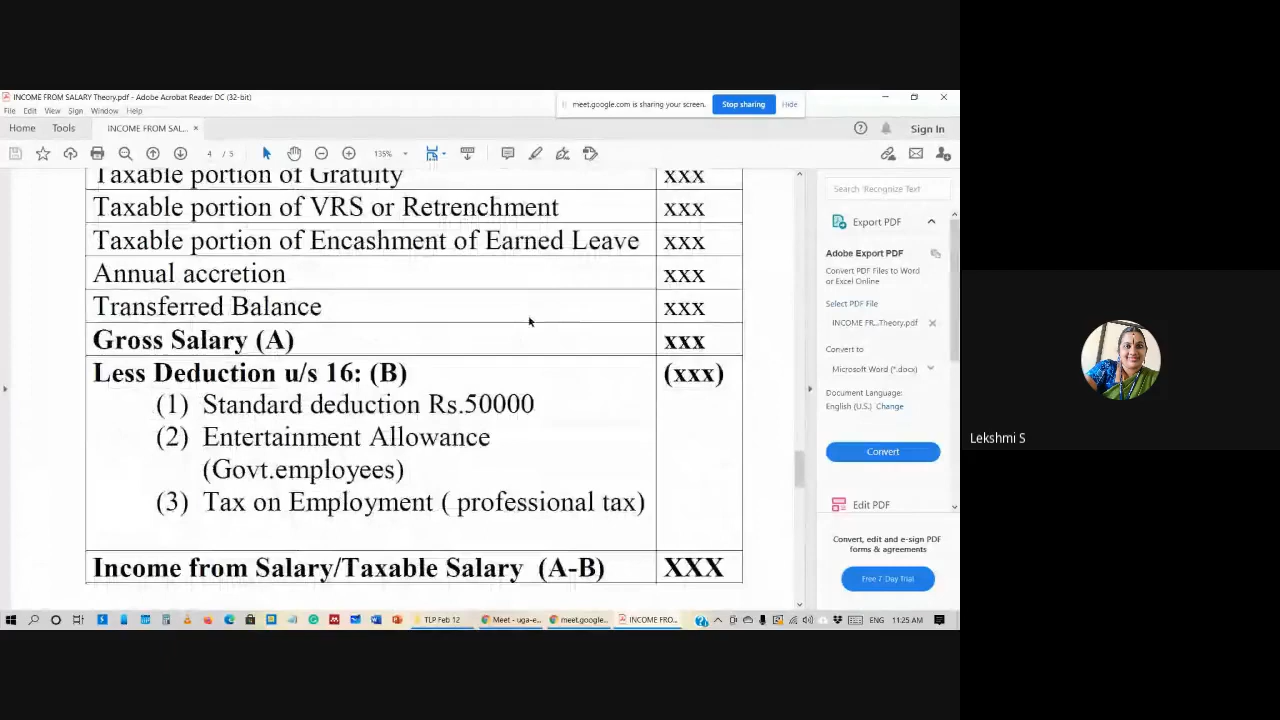 INCOME FROM SALARY Theory.pdf - Adobe Acrobat Reader DC (32-bit)
meet.google.com is sharing your screen. Stop sharing Hide
File Edit View Sign Window Help
Home Tools INCOME FROM SAL... × Sign In
4 / 5 135%
Taxable portion of Gratuity xxx
Taxable portion of VRS or Retrenchment xxx
Taxable portion of Encashment of Earned Leave xxx
Annual accretion xxx
Transferred Balance xxx
Gross Salary (A) xxx
Less Deduction u/s 16: (B) (xxx)
(1) Standard deduction Rs.50000
(2) Entertainment Allowance
(Govt.employees)
(3) Tax on Employment ( professional tax)
Income from Salary/Taxable Salary (A-B) XXX
Search 'Recognize Text'
Export PDF
Adobe Export PDF
Convert PDF Files to Word
or Excel Online
Select PDF File
INCOME FR...Theory.pdf
Convert to
Microsoft Word (*.docx)
Document Language:
English (U.S.) Change
Convert
Edit PDF
Convert, edit and e-sign PDF
forms & agreements
Free 7-Day Trial
Lekshmi S
TLP Feb 12 Meet - uga-e... meet.google... INCOME FRO... ENG 11:25 AM